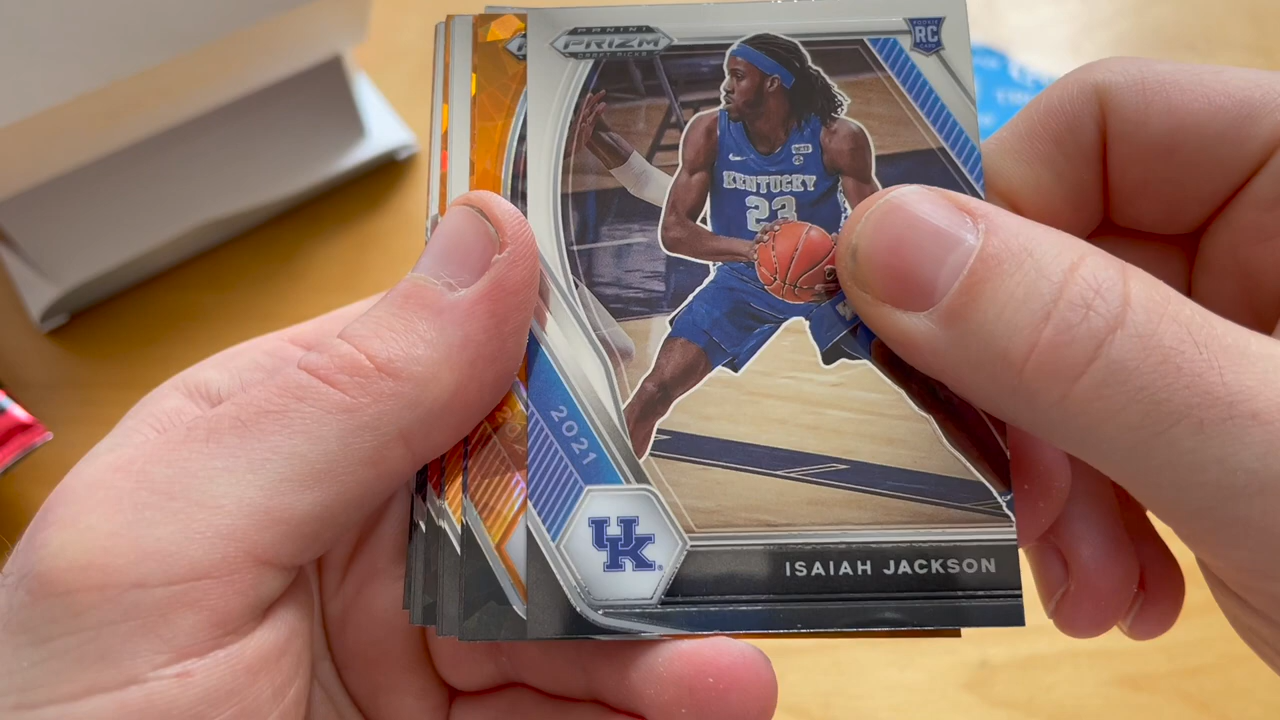 PANINI
PRIZM
DRAFT PICKS
ROOKIE
RC
CARD
KENTUCKY
23
2021
UK
ISAIAH JACKSON